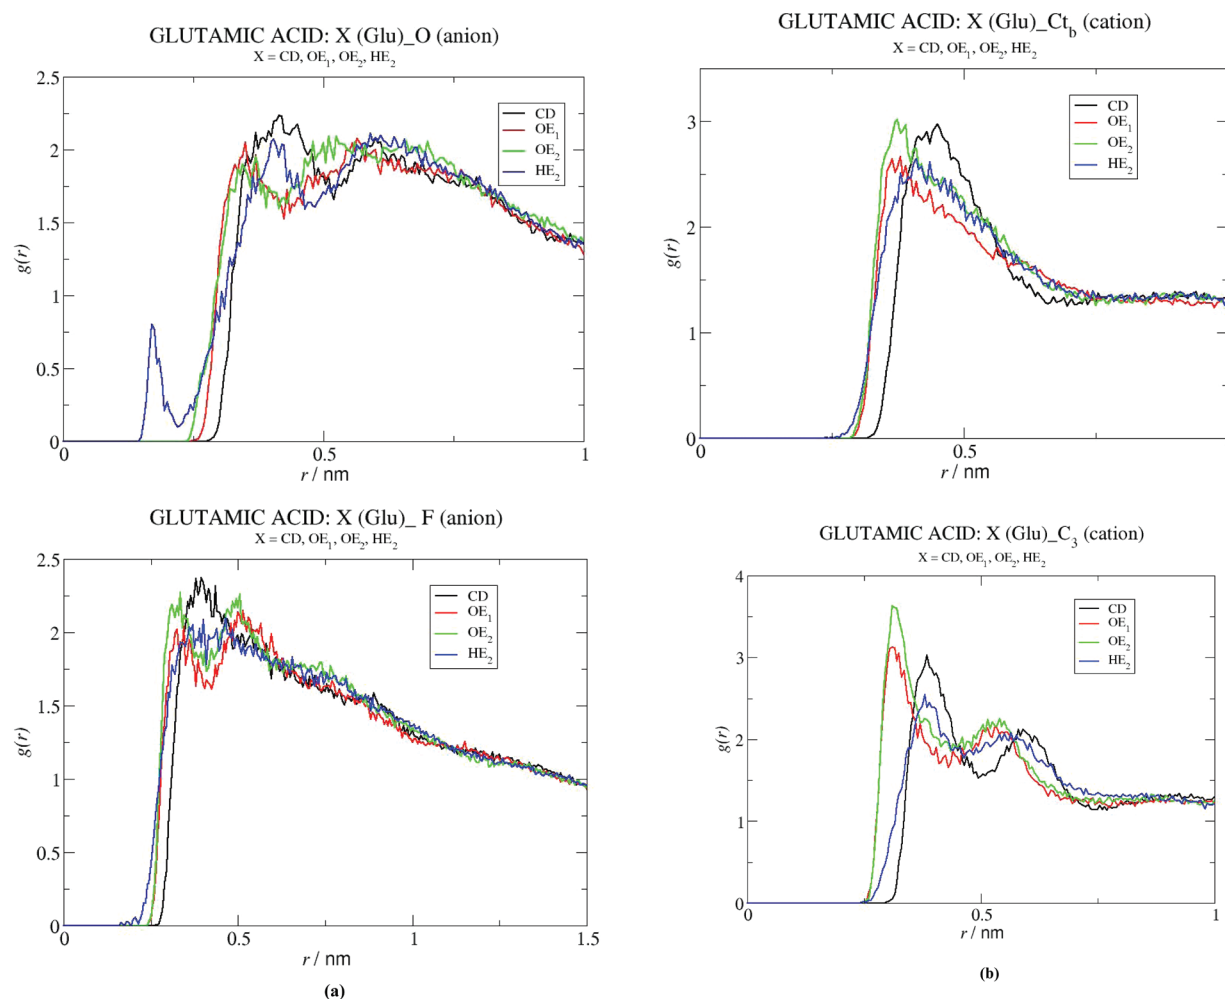 GLUTAMIC ACID: X (Glu)_O (anion)
X = CD, OE₁, OE₂, HE₂
2.5
2
1.5
1
0.5
0
g(r)
CD
OE₁
OE₂
HE₂
0
0.5
1
r / nm
GLUTAMIC ACID: X (Glu)_ F (anion)
X = CD, OE₁, OE₂, HE₂
2.5
2
1.5
1
0.5
0
g(r)
CD
OE₁
OE₂
HE₂
0
0.5
1
1.5
r / nm
(a)
GLUTAMIC ACID: X (Glu)_Ct_b (cation)
X = CD, OE₁, OE₂, HE₂
3
2
1
0
g(r)
CD
OE₁
OE₂
HE₂
0
0.5
r / nm
GLUTAMIC ACID: X (Glu)_C₃ (cation)
X = CD, OE₁, OE₂, HE₂
4
3
2
1
0
g(r)
CD
OE₁
OE₂
HE₂
0
0.5
1
r / nm
(b)